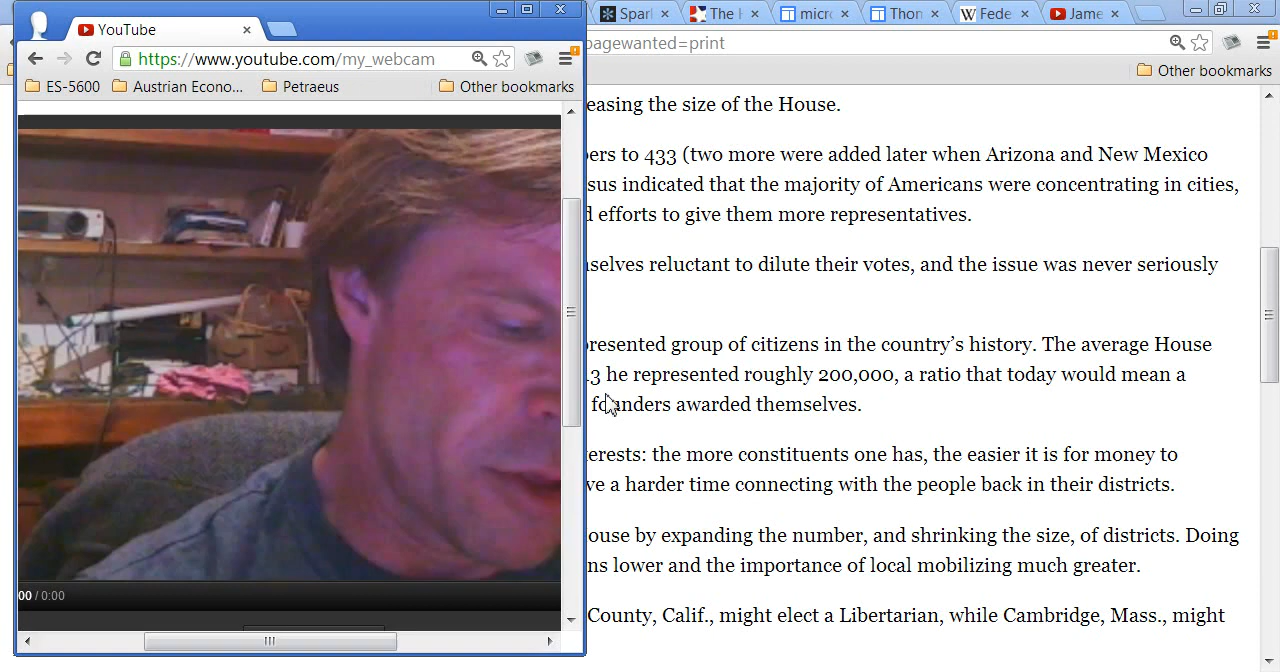 YouTube
https://www.youtube.com/my_webcam
ES-5600
Austrian Econo...
Petraeus
Other bookmarks
00 / 0:00
Spar
The
micro
Thon
Fede
Jame
pagewanted=print
Other bookmarks
easing the size of the House.
ers to 433 (two more were added later when Arizona and New Mexico
sus indicated that the majority of Americans were concentrating in cities,
d efforts to give them more representatives.
selves reluctant to dilute their votes, and the issue was never seriously
presented group of citizens in the country’s history. The average House
13 he represented roughly 200,000, a ratio that today would mean a
founders awarded themselves.
terests: the more constituents one has, the easier it is for money to
ve a harder time connecting with the people back in their districts.
ouse by expanding the number, and shrinking the size, of districts. Doing
ns lower and the importance of local mobilizing much greater.
County, Calif., might elect a Libertarian, while Cambridge, Mass., might